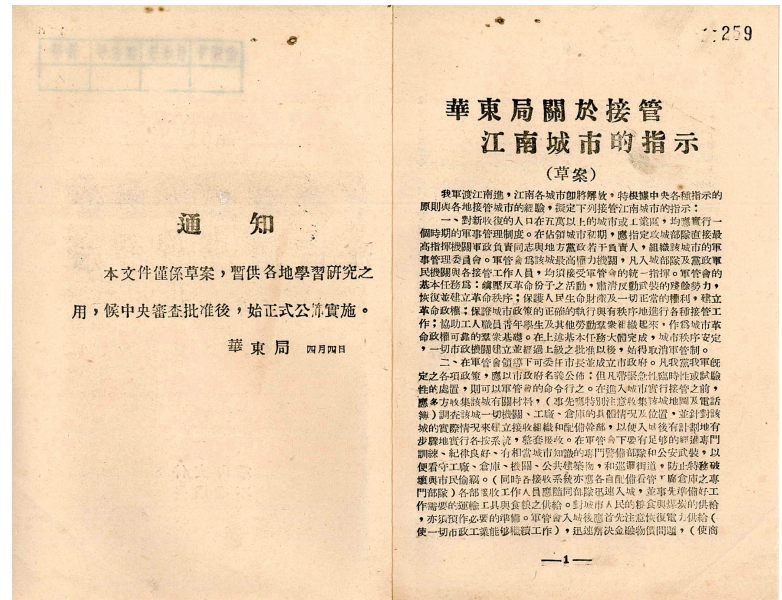 通知
本文件僅係草案，暫供各地學習研究之
用，候中央審查批准後，始正式公佈實施。
華東局 四月四日
259
華東局關於接管
江南城市的指示
(草案)
我軍渡江南進，江南各城市卽將解放，特根據中央各種指示的
原則與各地接管城市的經驗，擬定下列接管江南城市的指示：
一、對新收復的人口在五萬以上的城市或工業區，均應實行一
個時期的軍事管理制度。在佔領城市初期，應指定攻城部隊直接最
高指揮機關軍政負責同志與地方黨政若干負責人，組織該城市的軍
事管理委員會。軍管會爲該城最高權力機關，凡入城部隊及黨政軍
民機關與各接管工作人員，均須接受軍管會的統一指揮。軍管會的
基本任務爲：鎭壓反革命份子之活動，肅淸反動武裝的殘餘勢力，
恢復並建立革命秩序；保護人民生命財產及一切正常的權利，建立
革命政權；保證城市政策的正確的執行與有秩序地進行各種接管工
作；協助工人職員靑年學生及其他勞動羣衆組織起來，作爲城市革
命政權可靠的羣衆基礎。在上述基本任務大體完成，城市秩序安定
，一切市政機關建立並經過上級之批准以後，始得取消軍管制。
二、在軍管會領導下可委任市長並成立市政府。凡我黨我軍旣
定之各項政策，應以市政府名義公佈；但凡帶緊急性臨時性或試驗
性的處置，則可以軍管會的命令行之。在進入城市實行接管之前，
應多方收集該城有關材料，（事先應特別注意收集該城地圖及電話
簿）調查該城一切機關、工廠、倉庫的具體情況及位置，並針對該
城的實際情況來建立接收組織和配備幹部，以便入城後有計劃地有
步驟地實行各按系統，整套接收。在軍管會下要有足够的經過專門
訓練、紀律良好、有相當城市知識的專門警備部隊和公安武裝，以
便看守工廠、倉庫、機關、公共建築物，和巡邏街道，防止特務破
壞與市民偷竊。（同時各接收系統亦應各自配備看管工廠倉庫之專
門部隊）各部接收工作人員應隨同部隊迅速入城，並事先準備好工
作需要的運輸工具與食糧之供給。對城市人民的糧食與煤炭的供給
，亦須預作必要的準備。軍管會入城後應首先注意恢復電力供給（
使一切市政工業能够繼續工作），迅速解决金融物價問題，（使商
—1—